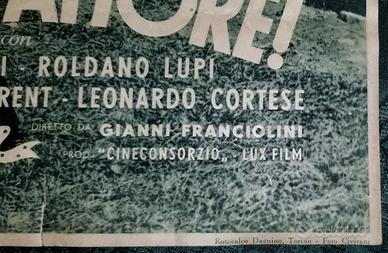 ATTORE!
con
I - ROLDANO LUPI
RENT - LEONARDO CORTESE
DIRETTO DA GIANNI FRANCIOLINI
PROD. "CINECONSORZIO„ - LUX FILM
Rotocalco Dagnino, Torino - Foto Civirani